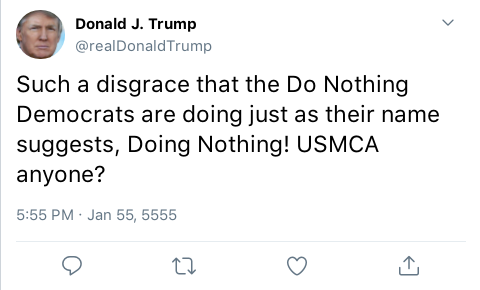 Donald J. Trump
@realDonaldTrump
Such a disgrace that the Do Nothing
Democrats are doing just as their name
suggests, Doing Nothing! USMCA
anyone?
5:55 PM · Jan 55, 5555